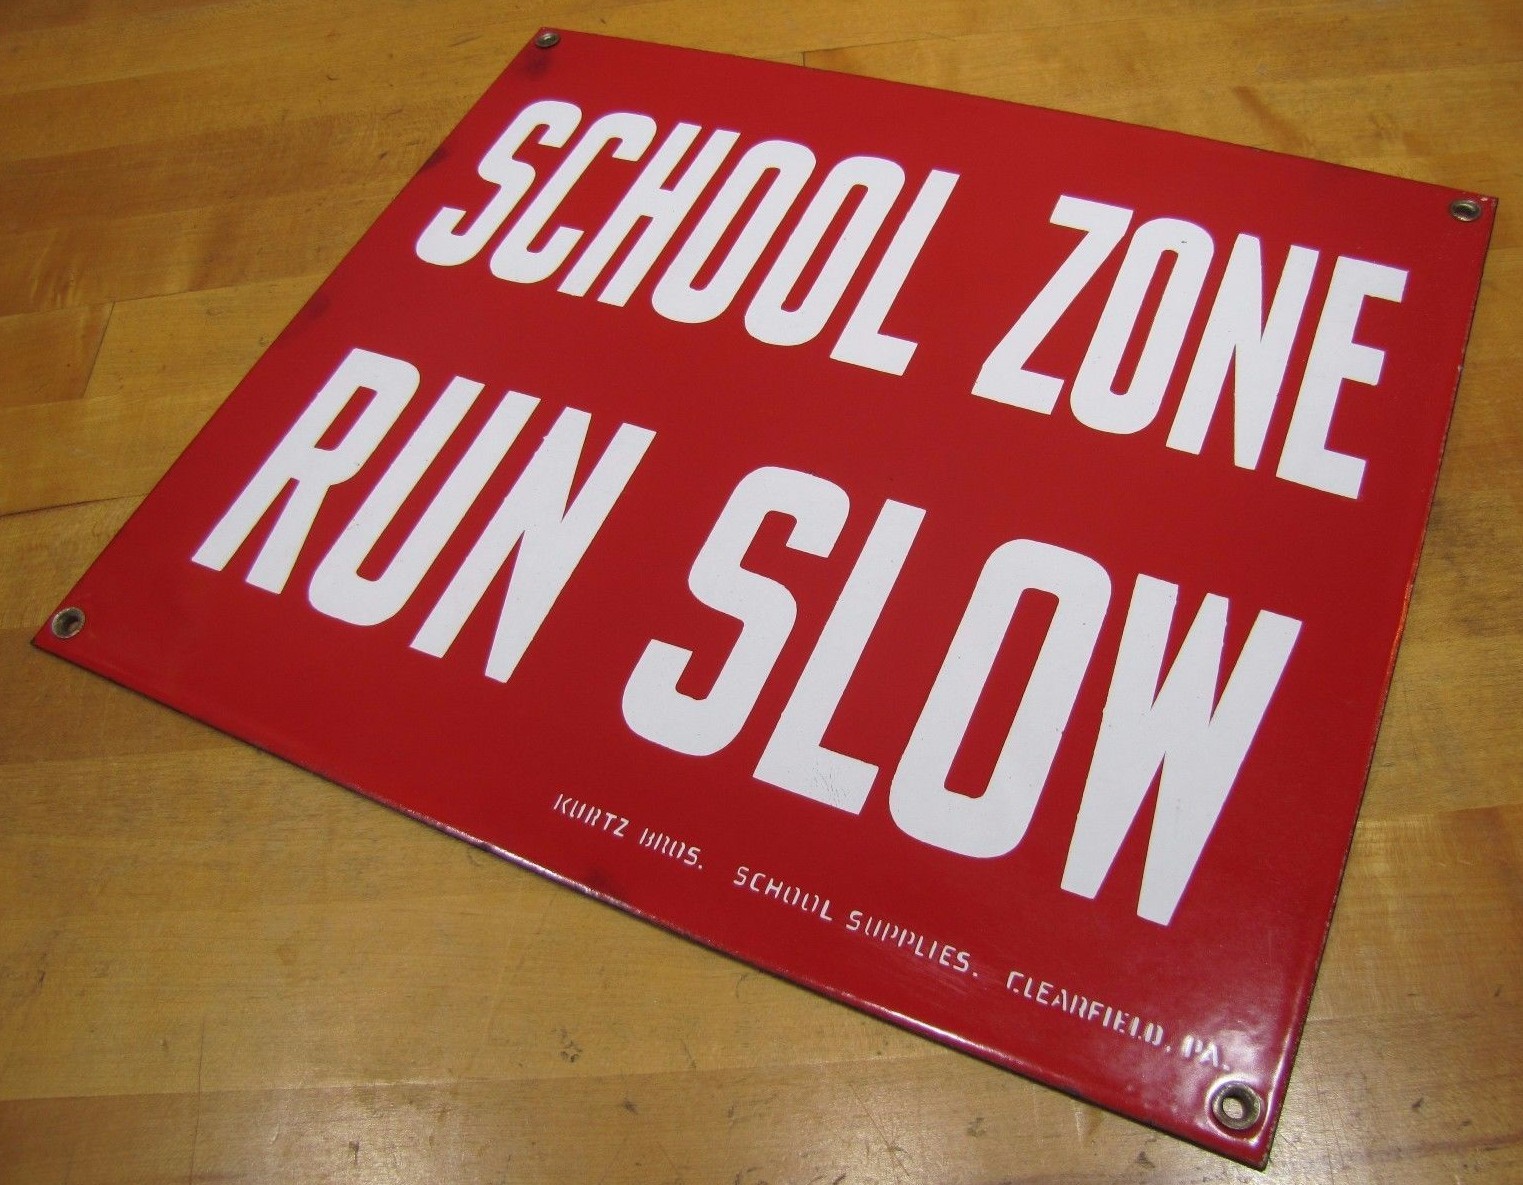 SCHOOL ZONE
RUN SLOW
KURTZ BROS. SCHOOL SUPPLIES. CLEARFIELD, PA.